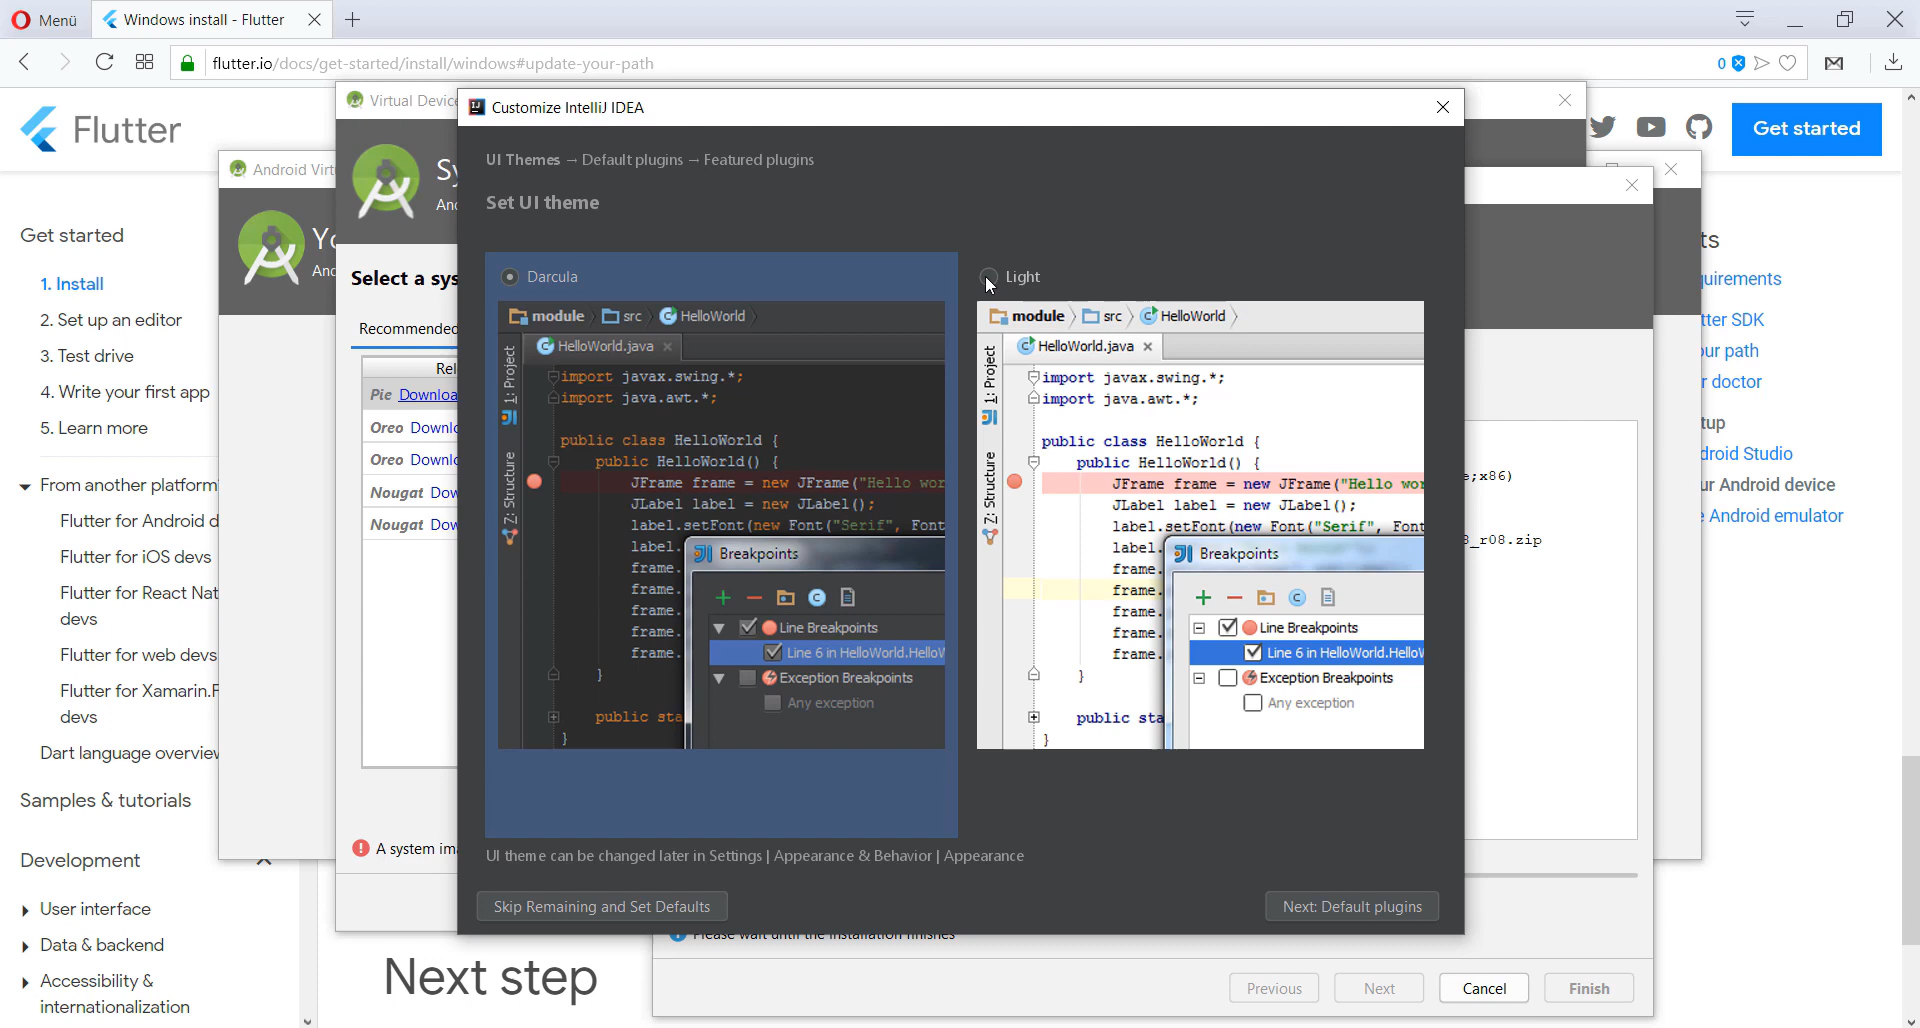 Menü
Windows install - Flutter
flutter.io/docs/get-started/install/windows#update-your-path
0
Flutter
Get started
Virtual Device
Android Virt
Select a sys
Recommended
Pie Downloa
Oreo Downl
Oreo Downl
Nougat Dow
Nougat Dow
A system im
Get started
1. Install
2. Set up an editor
3. Test drive
4. Write your first app
5. Learn more
From another platform
Flutter for Android d
Flutter for iOS devs
Flutter for React Nat
devs
Flutter for web devs
Flutter for Xamarin.F
devs
Dart language overview
Samples & tutorials
Development
User interface
Data & backend
Accessibility &
internationalization
Customize IntelliJ IDEA
UI Themes → Default plugins → Featured plugins
Set UI theme
Darcula
module src HelloWorld
HelloWorld.java
1: Project
Z: Structure
import javax.swing.*;
import java.awt.*;
public class HelloWorld {
public HelloWorld() {
JFrame frame = new JFrame("Hello wor
JLabel label = new JLabel();
label.setFont(new Font("Serif", Font
label.
frame.
frame.
frame.
frame.
frame.
}
public sta
}
Breakpoints
Line Breakpoints
Line 6 in HelloWorld.HelloW
Exception Breakpoints
Any exception
Light
module src HelloWorld
HelloWorld.java
1: Project
Z: Structure
import javax.swing.*;
import java.awt.*;
public class HelloWorld {
public HelloWorld() {
JFrame frame = new JFrame("Hello wor
JLabel label = new JLabel();
label.setFont(new Font("Serif", Font
label.
frame.
frame.
frame.
frame.
frame.
}
public sta
}
Breakpoints
Line Breakpoints
Line 6 in HelloWorld.HelloW
Exception Breakpoints
Any exception
UI theme can be changed later in Settings | Appearance & Behavior | Appearance
Skip Remaining and Set Defaults
Next: Default plugins
ts
uirements
tter SDK
our path
r doctor
tup
droid Studio
ur Android device
e Android emulator
e;x86)
8_r08.zip
Please wait until the installation finishes
Next step
Previous
Next
Cancel
Finish